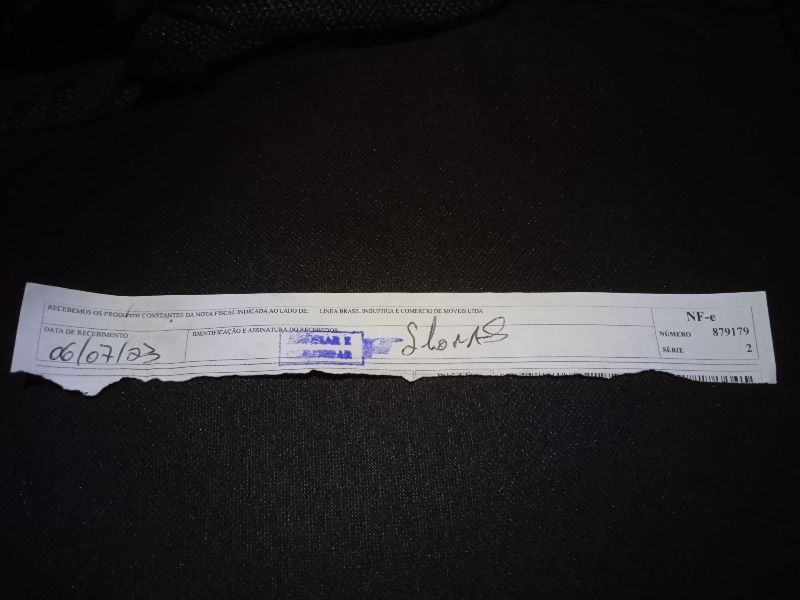 RECEBEMOS OS PRODUTOS CONSTANTES DA NOTA FISCAL INDICADA AO LADO DE: LINEA BRASIL INDUSTRIA E COMERCIO DE MOVEIS LTDA
NF-e
DATA DE RECEBIMENTO
IDENTIFICAÇÃO E ASSINATURA DO RECEBEDOR
NÚMERO 879179
06/07/23
SÉRIE 2